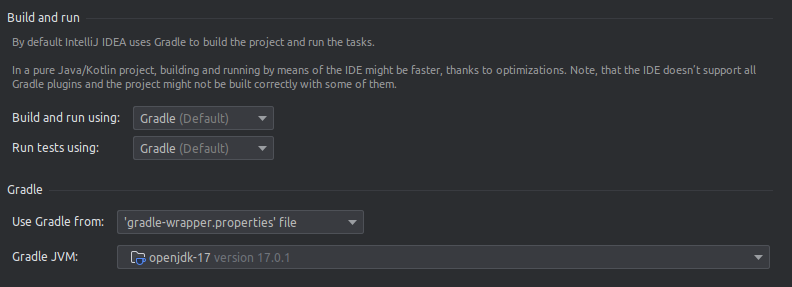 Build and run
By default IntelliJ IDEA uses Gradle to build the project and run the tasks.
In a pure Java/Kotlin project, building and running by means of the IDE might be faster, thanks to optimizations. Note, that the IDE doesn't support all
Gradle plugins and the project might not be built correctly with some of them.
Build and run using: Gradle (Default)
Run tests using: Gradle (Default)
Gradle
Use Gradle from: 'gradle-wrapper.properties' file
Gradle JVM: openjdk-17 version 17.0.1